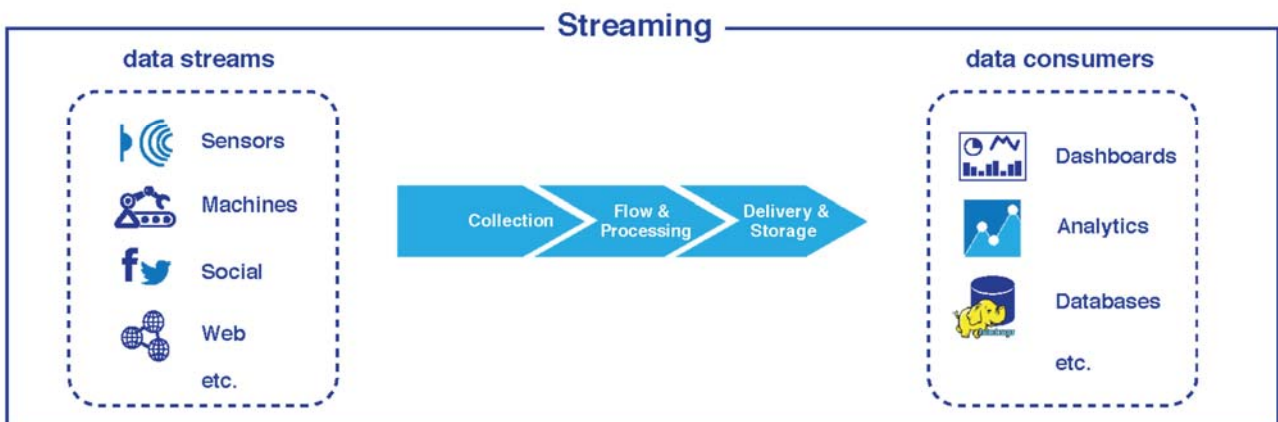 Streaming
data streams
Sensors
Machines
Social
Web
etc.
Collection
Flow &
Processing
Delivery &
Storage
data consumers
Dashboards
Analytics
Databases
etc.